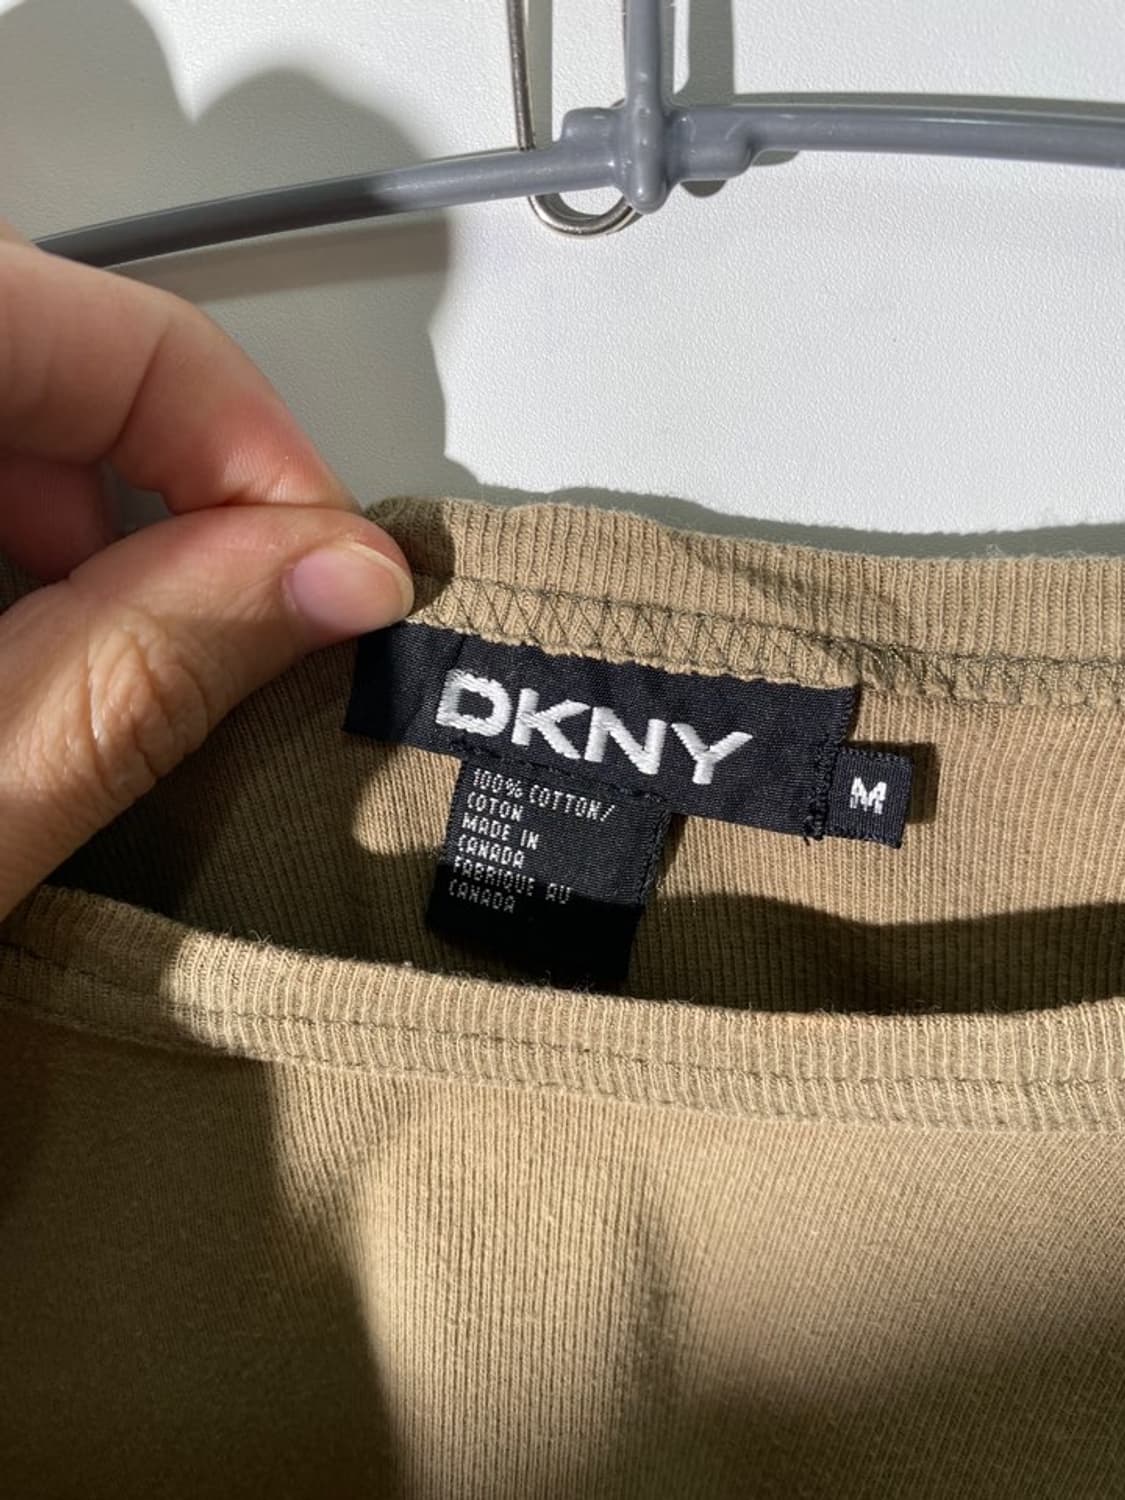 DKNY
M
100% COTTON/
COTON
MADE IN
CANADA
FABRIQUE AU
CANADA